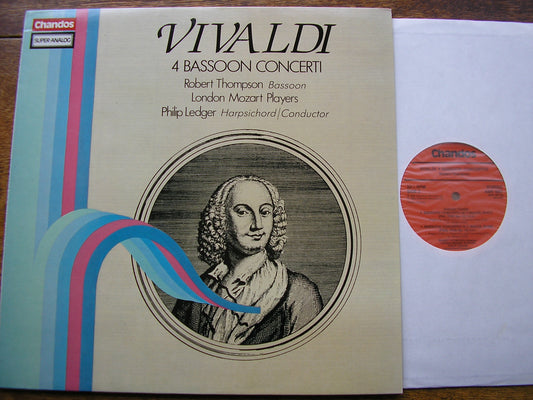 Chandos
SUPER ANALOG
VIVALDI
4 BASSOON CONCERTI
Robert Thompson Bassoon
London Mozart Players
Philip Ledger Harpsichord/Conductor
Chandos